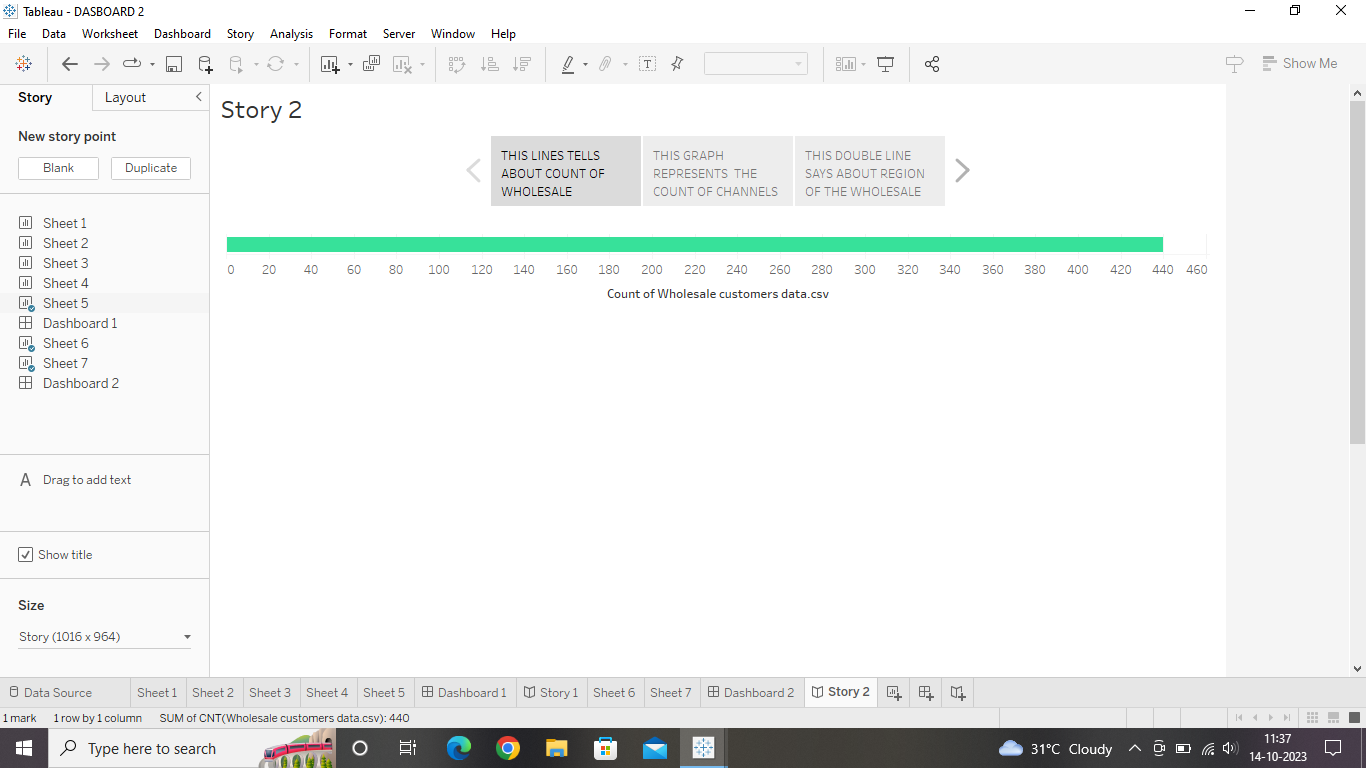 Tableau - DASBOARD 2
File Data Worksheet Dashboard Story Analysis Format Server Window Help
Show Me
Story Layout
New story point
Blank Duplicate
Sheet 1
Sheet 2
Sheet 3
Sheet 4
Sheet 5
Dashboard 1
Sheet 6
Sheet 7
Dashboard 2
A Drag to add text
Show title
Size
Story (1016 x 964)
Story 2
THIS LINES TELLS
ABOUT COUNT OF
WHOLESALE
THIS GRAPH
REPRESENTS THE
COUNT OF CHANNELS
THIS DOUBLE LINE
SAYS ABOUT REGION
OF THE WHOLESALE
0 20 40 60 80 100 120 140 160 180 200 220 240 260 280 300 320 340 360 380 400 420 440 460
Count of Wholesale customers data.csv
Data Source Sheet 1 Sheet 2 Sheet 3 Sheet 4 Sheet 5 Dashboard 1 Story 1 Sheet 6 Sheet 7 Dashboard 2 Story 2
1 mark 1 row by 1 column SUM of CNT(Wholesale customers data.csv): 440
Type here to search
31°C Cloudy
11:37
14-10-2023